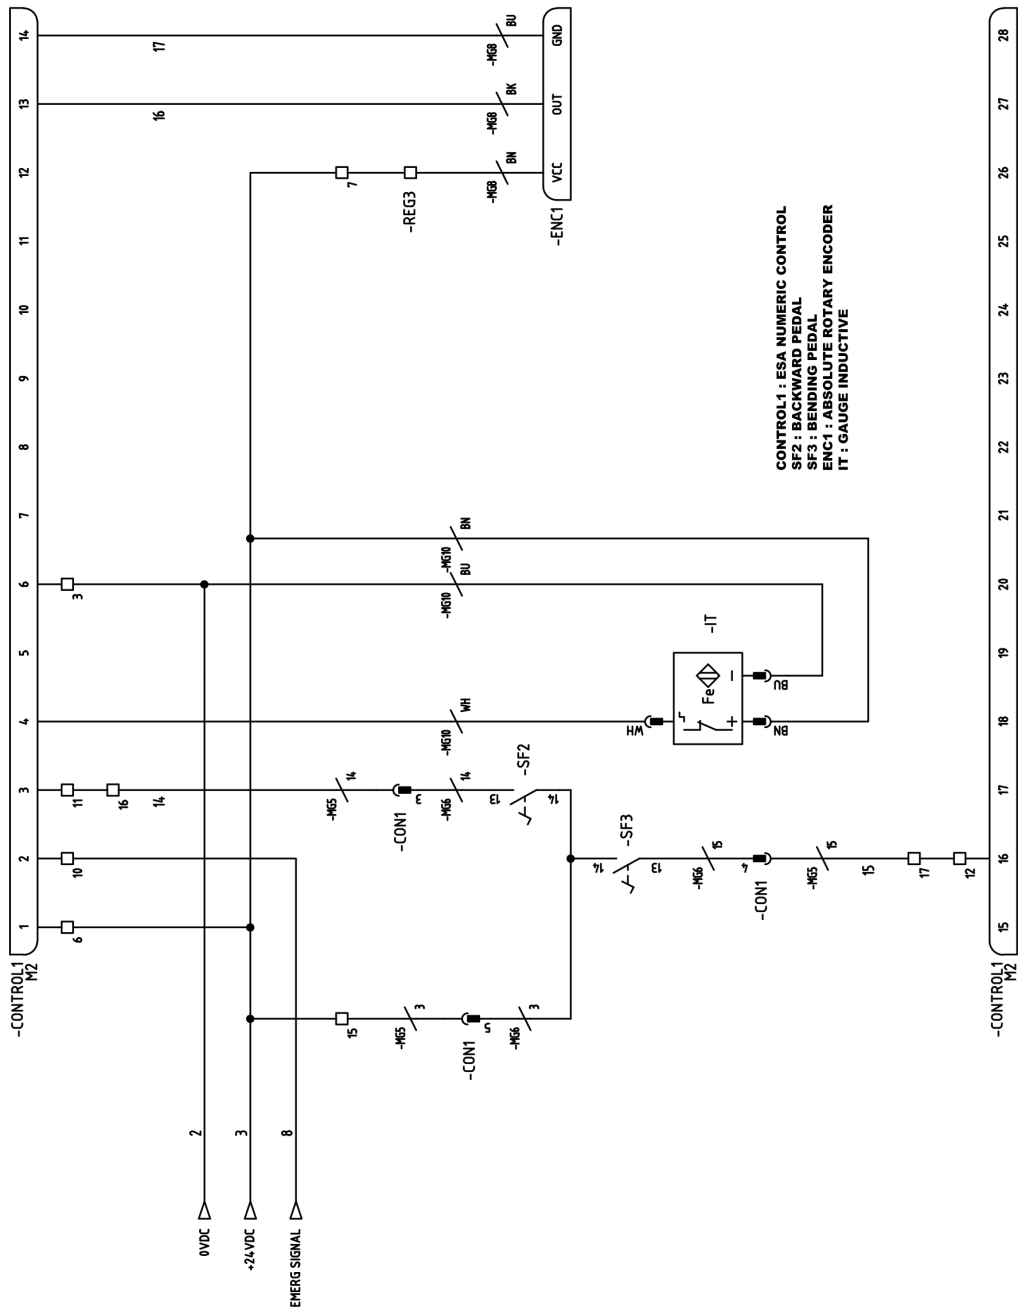 -CONTROL1
M2
1
2
3
4
5
6
7
8
9
10
11
12
13
14
6
10
11
16
14
3
16
17
0VDC
2
+24VDC
3
EMERG SIGNAL
8
15
-MG5
3
-CON1
5
-MG6
3
-MG5
14
-CON1
3
-MG6
14
13
-SF2
14
-MG10
WH
-MG10
BU
-MG10
BN
7
-REG3
-MG8
BN
-MG8
BK
-MG8
BU
-ENC1
VCC
OUT
GND
14
-SF3
13
-MG6
15
4
-CON1
-MG5
15
15
17
12
WH
Fe
+
-
-IT
BN
BU
CONTROL1 : ESA NUMERIC CONTROL
SF2 : BACKWARD PEDAL
SF3 : BENDING PEDAL
ENC1 : ABSOLUTE ROTARY ENCODER
IT : GAUGE INDUCTIVE
-CONTROL1
M2
15
16
17
18
19
20
21
22
23
24
25
26
27
28